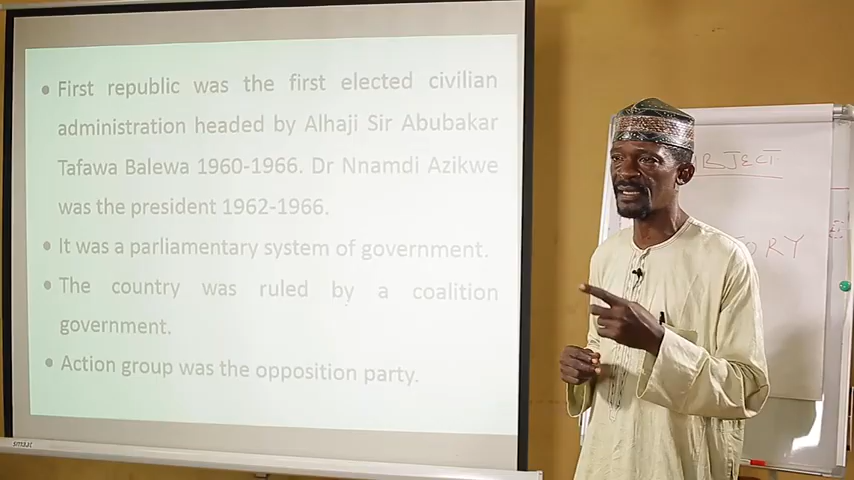 First republic was the first elected civilian
administration headed by Alhaji Sir Abubakar
Tafawa Balewa 1960-1966. Dr Nnamdi Azikwe
was the president 1962-1966.
It was a parliamentary system of government.
The country was ruled by a coalition
government.
Action group was the opposition party.